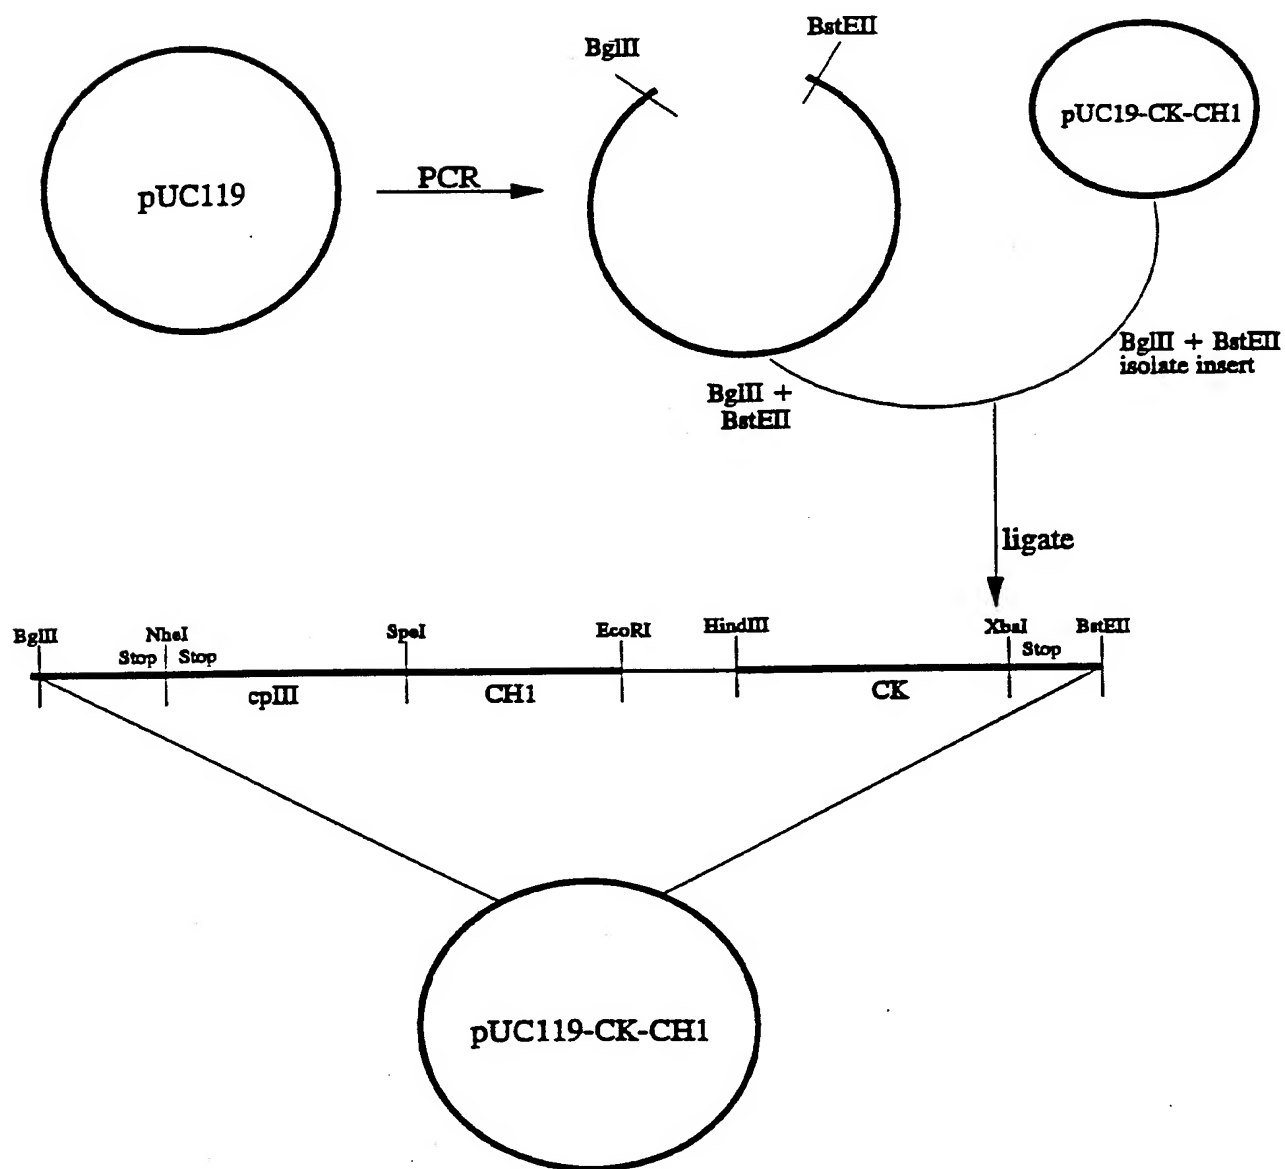 BglII
BstEII
pUC119
PCR
pUC19-CK-CH1
BglII + BstEII
isolate insert
BglII +
BstEII
ligate
BglII
NheI
SpeI
EcoRI
HindIII
XbaI
BstEII
Stop
Stop
Stop
cpIII
CH1
CK
pUC119-CK-CH1